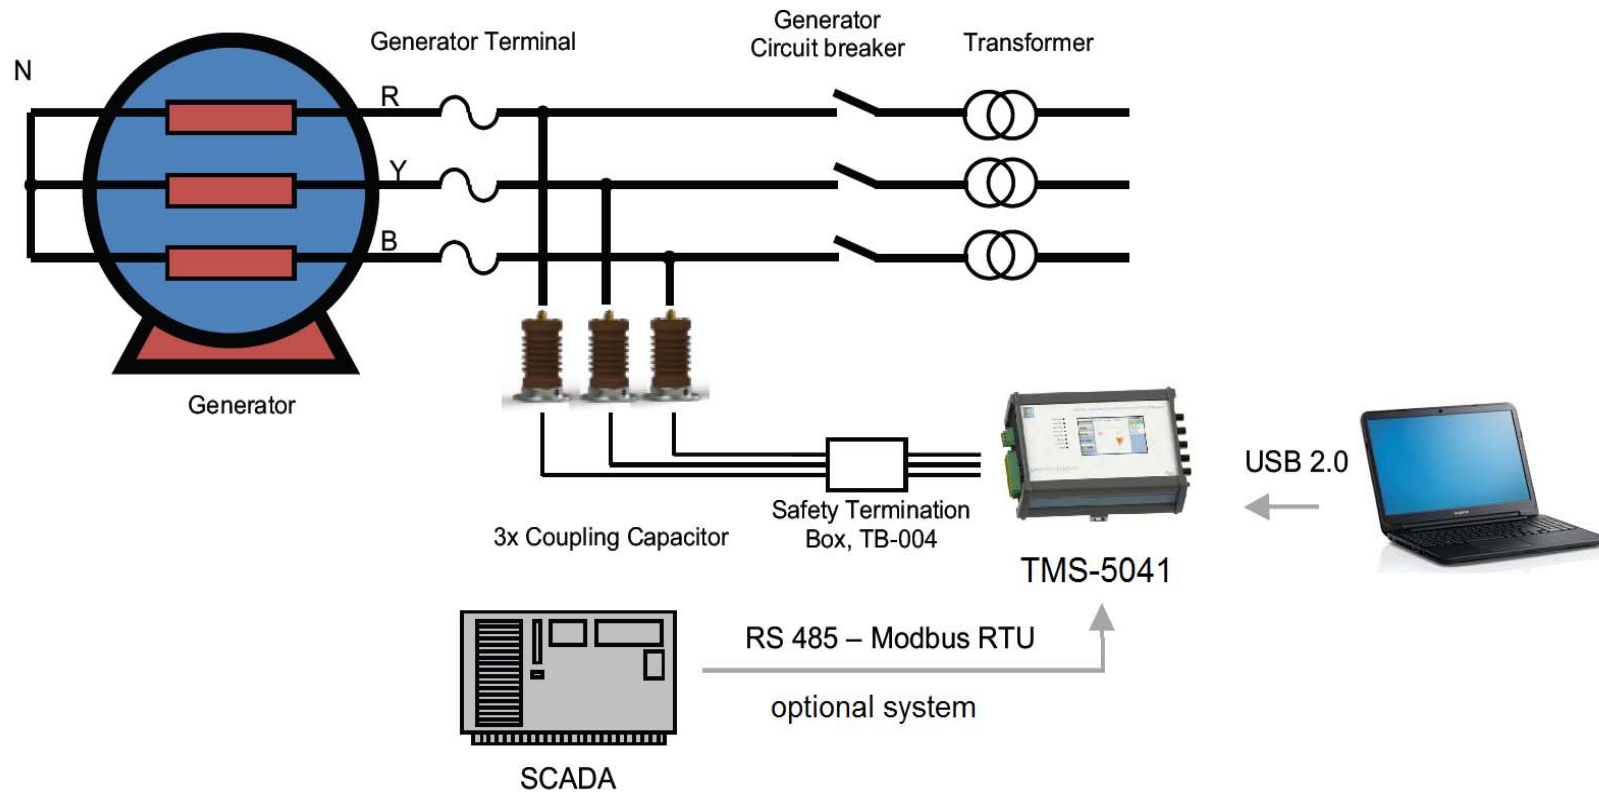 Generator
Circuit breaker
Generator Terminal
Transformer
N
R
Y
B
Generator
USB 2.0
3x Coupling Capacitor
Safety Termination
Box, TB-004
TMS-5041
RS 485 – Modbus RTU
optional system
SCADA